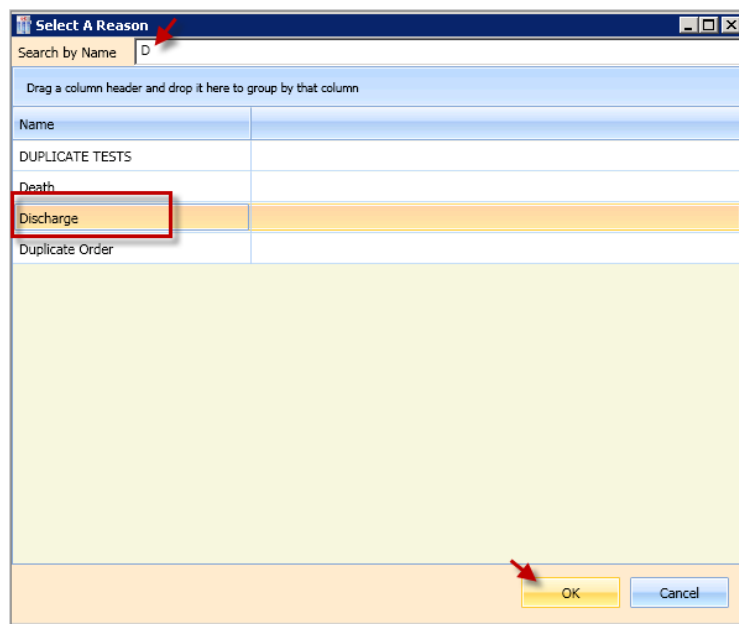 Select A Reason
Search by Name D
Drag a column header and drop it here to group by that column
Name
DUPLICATE TESTS
Death
Discharge
Duplicate Order
OK Cancel